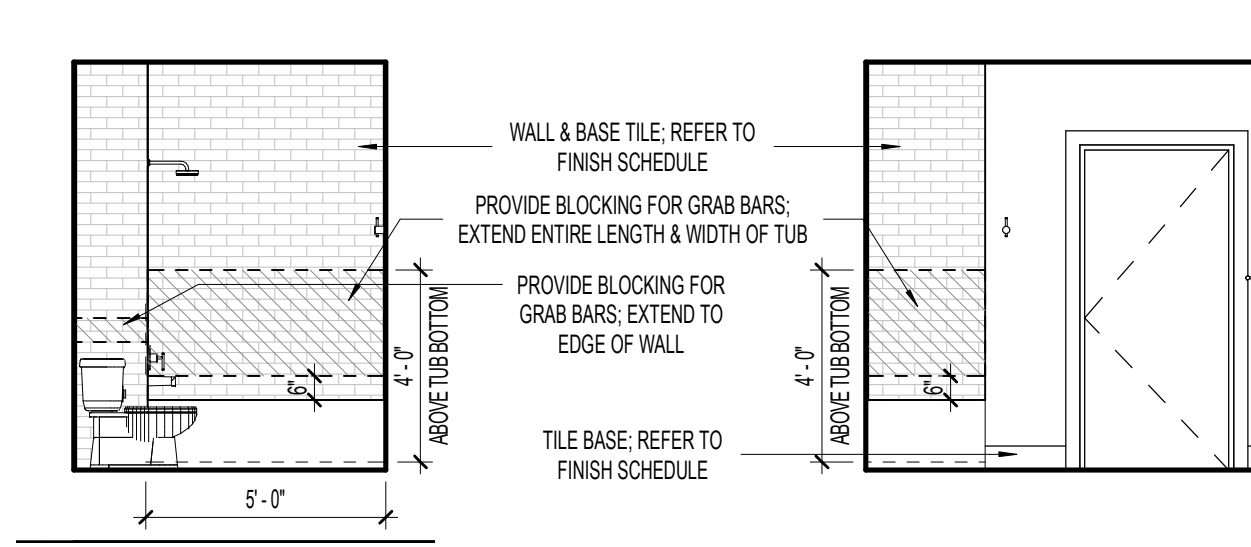 WALL & BASE TILE; REFER TO
FINISH SCHEDULE
PROVIDE BLOCKING FOR GRAB BARS;
EXTEND ENTIRE LENGTH & WIDTH OF TUB
PROVIDE BLOCKING FOR
GRAB BARS; EXTEND TO
EDGE OF WALL
4' - 0"
ABOVE TUB BOTTOM
6"
4' - 0"
ABOVE TUB BOTTOM
6"
TILE BASE; REFER TO
FINISH SCHEDULE
5' - 0"